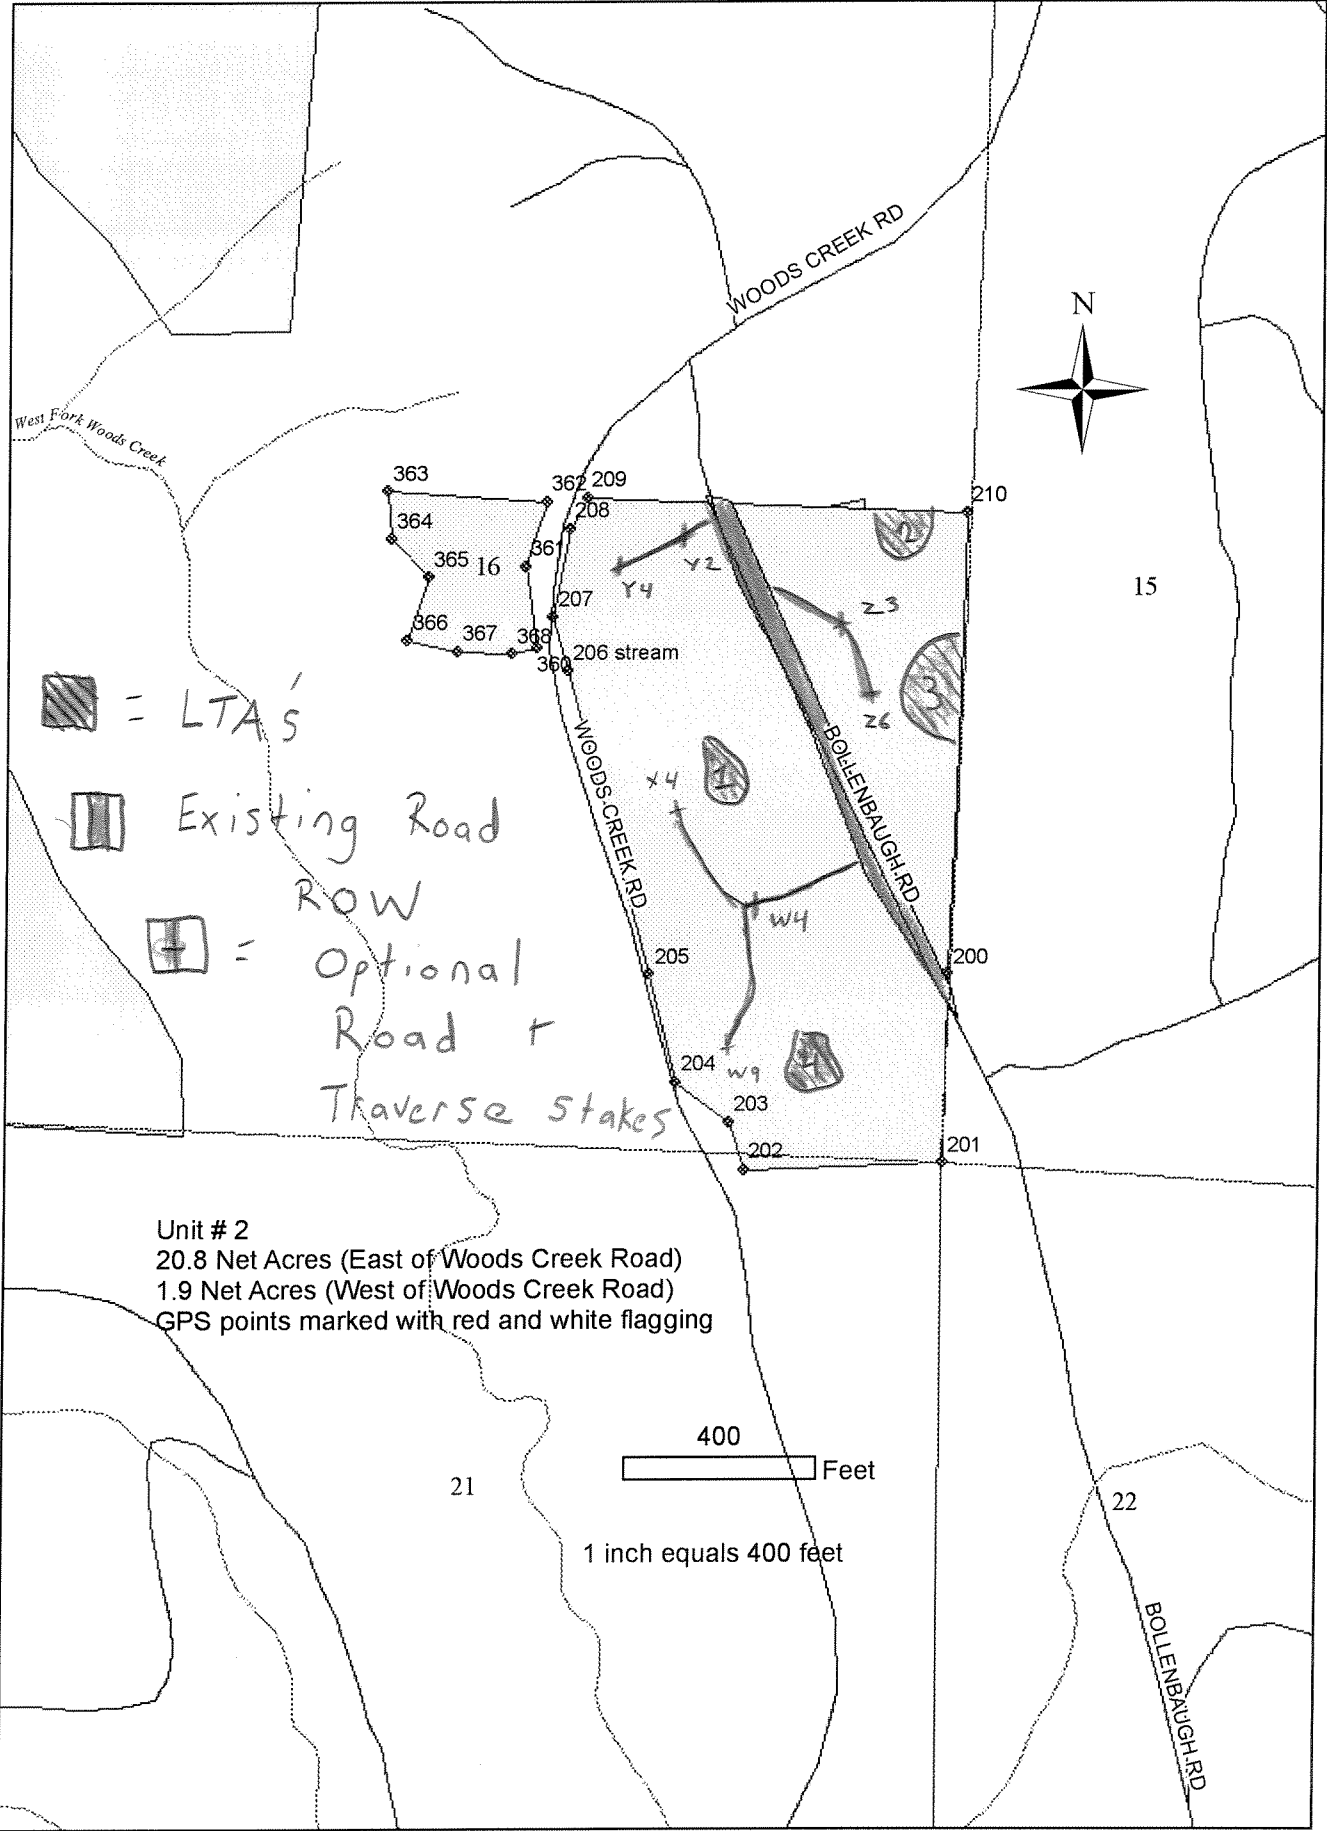 WOODS CREEK RD
N
West Fork Woods Creek
363
362
209
210
208
2
364
361
365
16
Y2
Y4
15
207
Z3
366
367
368
206 stream
360
3
= LTA's
Z6
WOODS CREEK RD
BOLLENBAUGH RD
1
X4
Existing Road
ROW
W4
= Optional
Road +
Traverse Stakes
205
200
204
W9
4
203
202
201
Unit # 2
20.8 Net Acres (East of Woods Creek Road)
1.9 Net Acres (West of Woods Creek Road)
GPS points marked with red and white flagging
400
Feet
21
22
1 inch equals 400 feet
BOLLENBAUGH RD